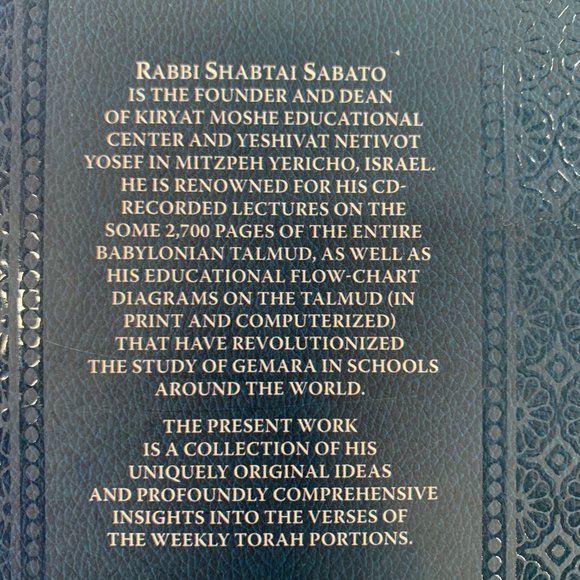 RABBI SHABTAI SABATO
IS THE FOUNDER AND DEAN
OF KIRYAT MOSHE EDUCATIONAL
CENTER AND YESHIVAT NETIVOT
YOSEF IN MITZPEH YERICHO, ISRAEL.
HE IS RENOWNED FOR HIS CD-
RECORDED LECTURES ON THE
SOME 2,700 PAGES OF THE ENTIRE
BABYLONIAN TALMUD, AS WELL AS
HIS EDUCATIONAL FLOW-CHART
DIAGRAMS ON THE TALMUD (IN
PRINT AND COMPUTERIZED)
THAT HAVE REVOLUTIONIZED
THE STUDY OF GEMARA IN SCHOOLS
AROUND THE WORLD.
THE PRESENT WORK
IS A COLLECTION OF HIS
UNIQUELY ORIGINAL IDEAS
AND PROFOUNDLY COMPREHENSIVE
INSIGHTS INTO THE VERSES OF
THE WEEKLY TORAH PORTIONS.